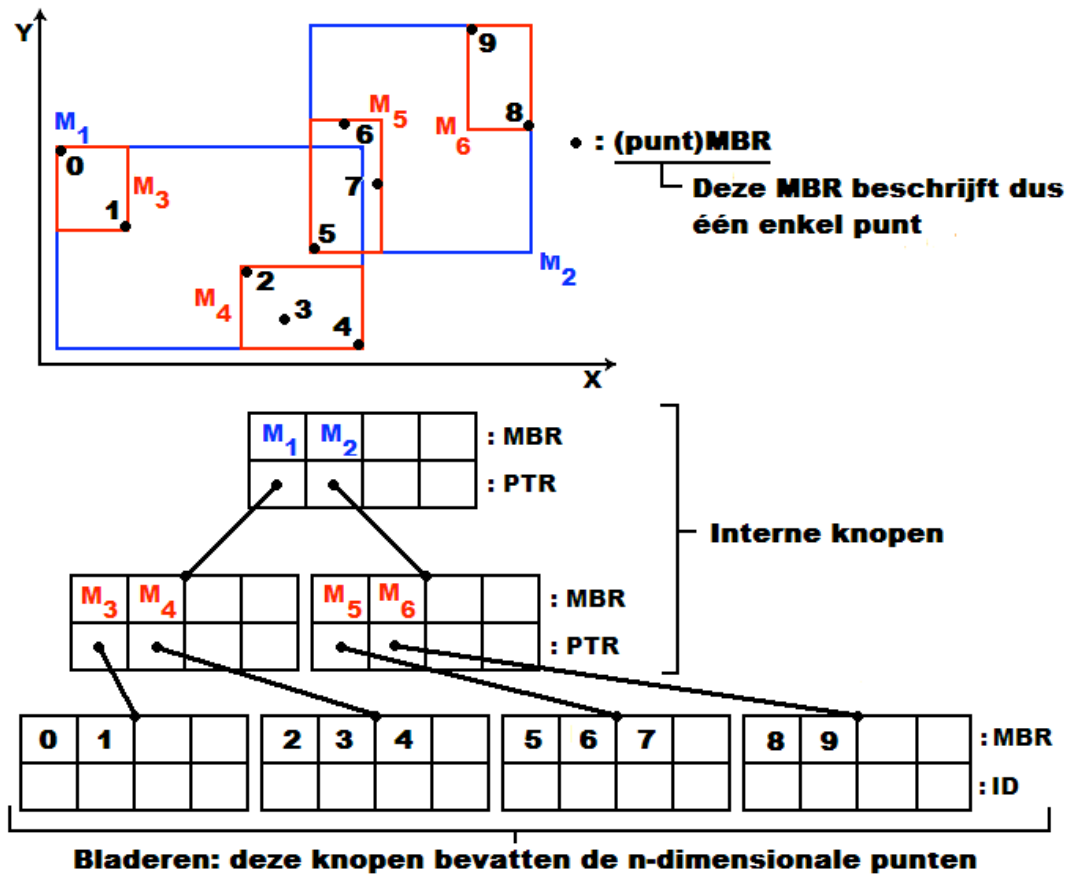 Y
9
M5
8
M6
6
M1
0
7
M3
1
5
M2
2
M4
3
4
X
: (punt)MBR
Deze MBR beschrijft dus
één enkel punt
M1 M2 : MBR
: PTR
Interne knopen
M3 M4 M5 M6 : MBR
: PTR
0 1 2 3 4 5 6 7 8 9 : MBR
: ID
Bladeren: deze knopen bevatten de n-dimensionale punten